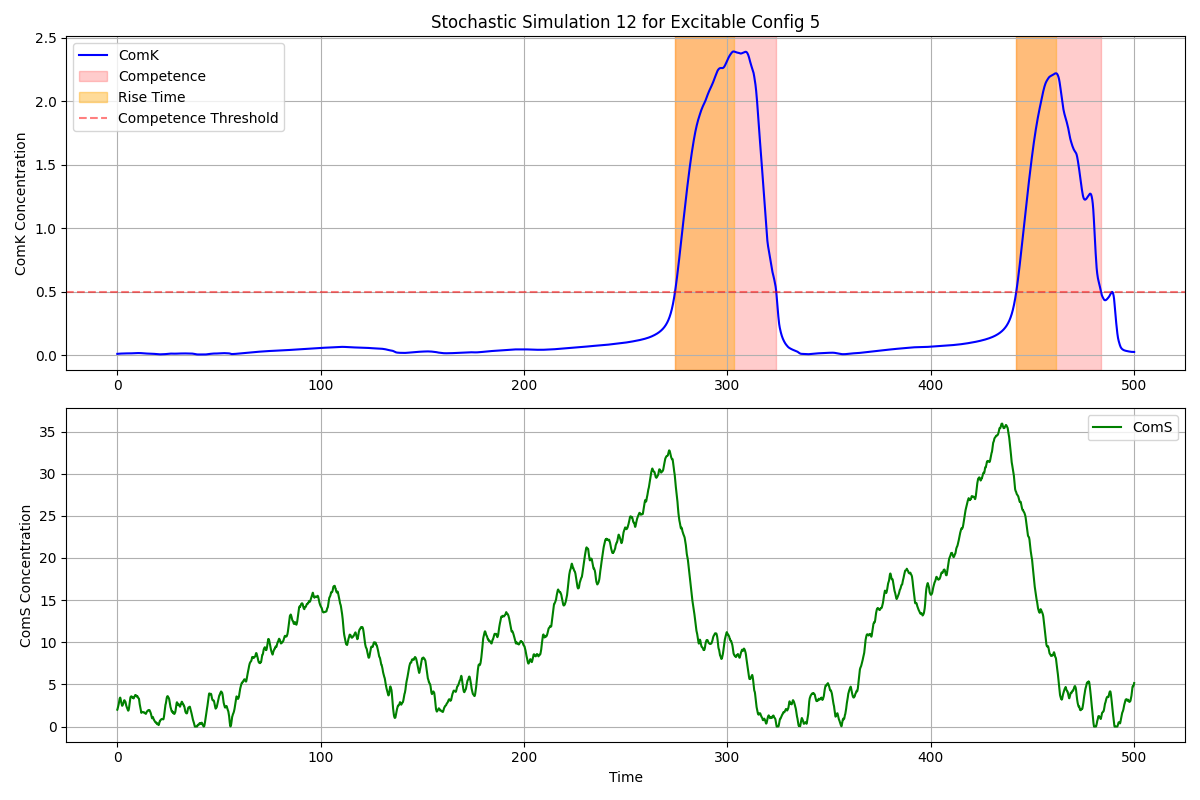 Stochastic Simulation 12 for Excitable Config 5
ComK Concentration
2.5
2.0
1.5
1.0
0.5
0.0
ComK
Competence
Rise Time
Competence Threshold
0 100 200 300 400 500
ComS Concentration
35
30
25
20
15
10
5
0
ComS
0 100 200 300 400 500
Time